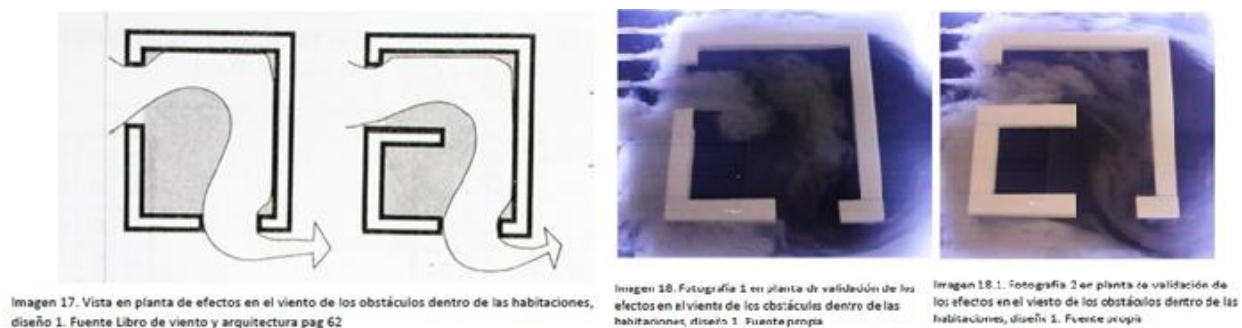 Imagen 17. Vista en planta de efectos en el viento de los obstáculos dentro de las habitaciones,
diseño 1. Fuente Libro de viento y arquitectura pag 62
Imagen 18. Fotografía 1 en planta de validación de los
efectos en el viento de los obstáculos dentro de las
habitaciones, diseño 1. Fuente propia
Imagen 18.1. Fotografía 2 en planta de validación de
los efectos en el viento de los obstáculos dentro de las
habitaciones, diseño 1. Fuente propia